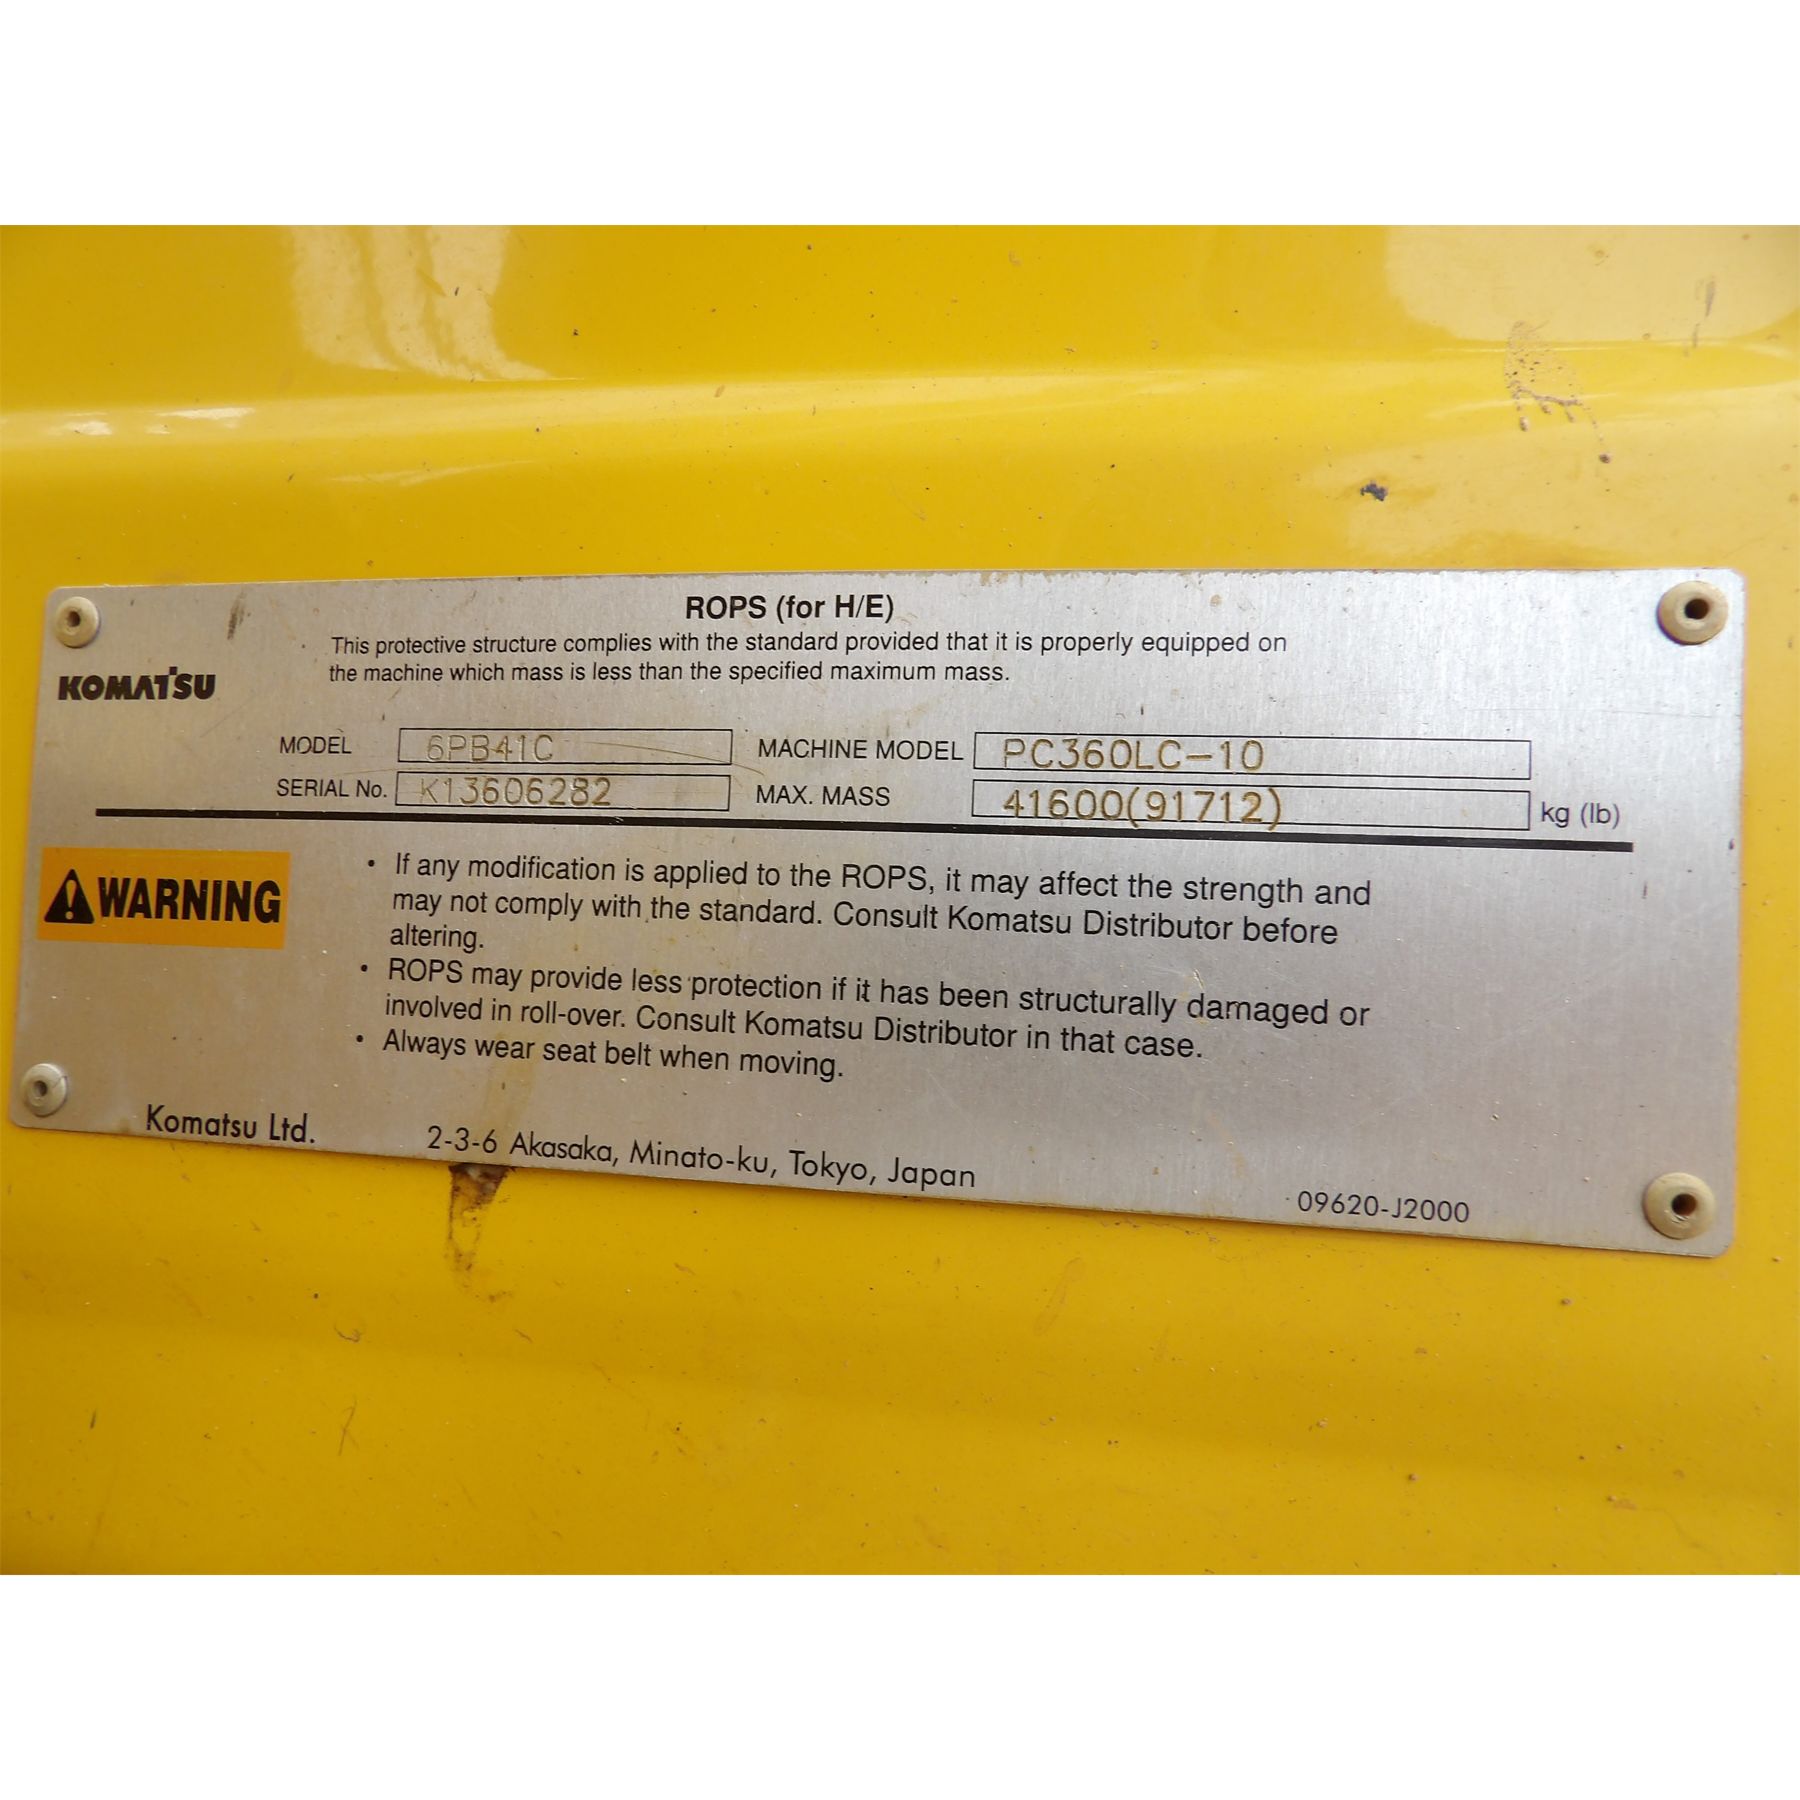 ROPS (for H/E)
This protective structure complies with the standard provided that it is properly equipped on
the machine which mass is less than the specified maximum mass.
KOMATSU
MODEL 6PB41C MACHINE MODEL PC360LC-10
SERIAL No. K13606282 MAX. MASS 41600(91712) kg (lb)
WARNING
• If any modification is applied to the ROPS, it may affect the strength and
may not comply with the standard. Consult Komatsu Distributor before
altering.
• ROPS may provide less protection if it has been structurally damaged or
involved in roll-over. Consult Komatsu Distributor in that case.
• Always wear seat belt when moving.
Komatsu Ltd. 2-3-6 Akasaka, Minato-ku, Tokyo, Japan
09620-J2000